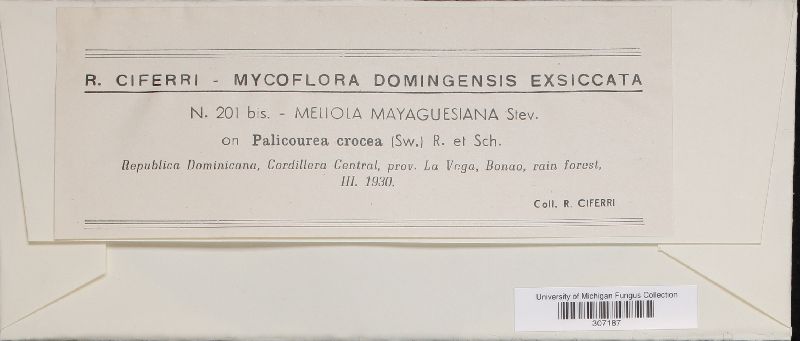 R. CIFERRI - MYCOFLORA DOMINGENSIS EXSICCATA
N. 201 bis. - MELIOLA MAYAGUESIANA Stev.
on Palicourea crocea (Sw.) R. et Sch.
Republica Dominicana, Cordillera Central, prov. La Vega, Bonao, rain forest,
III. 1930.
Coll. R. CIFERRI
University of Michigan Fungus Collection
307187